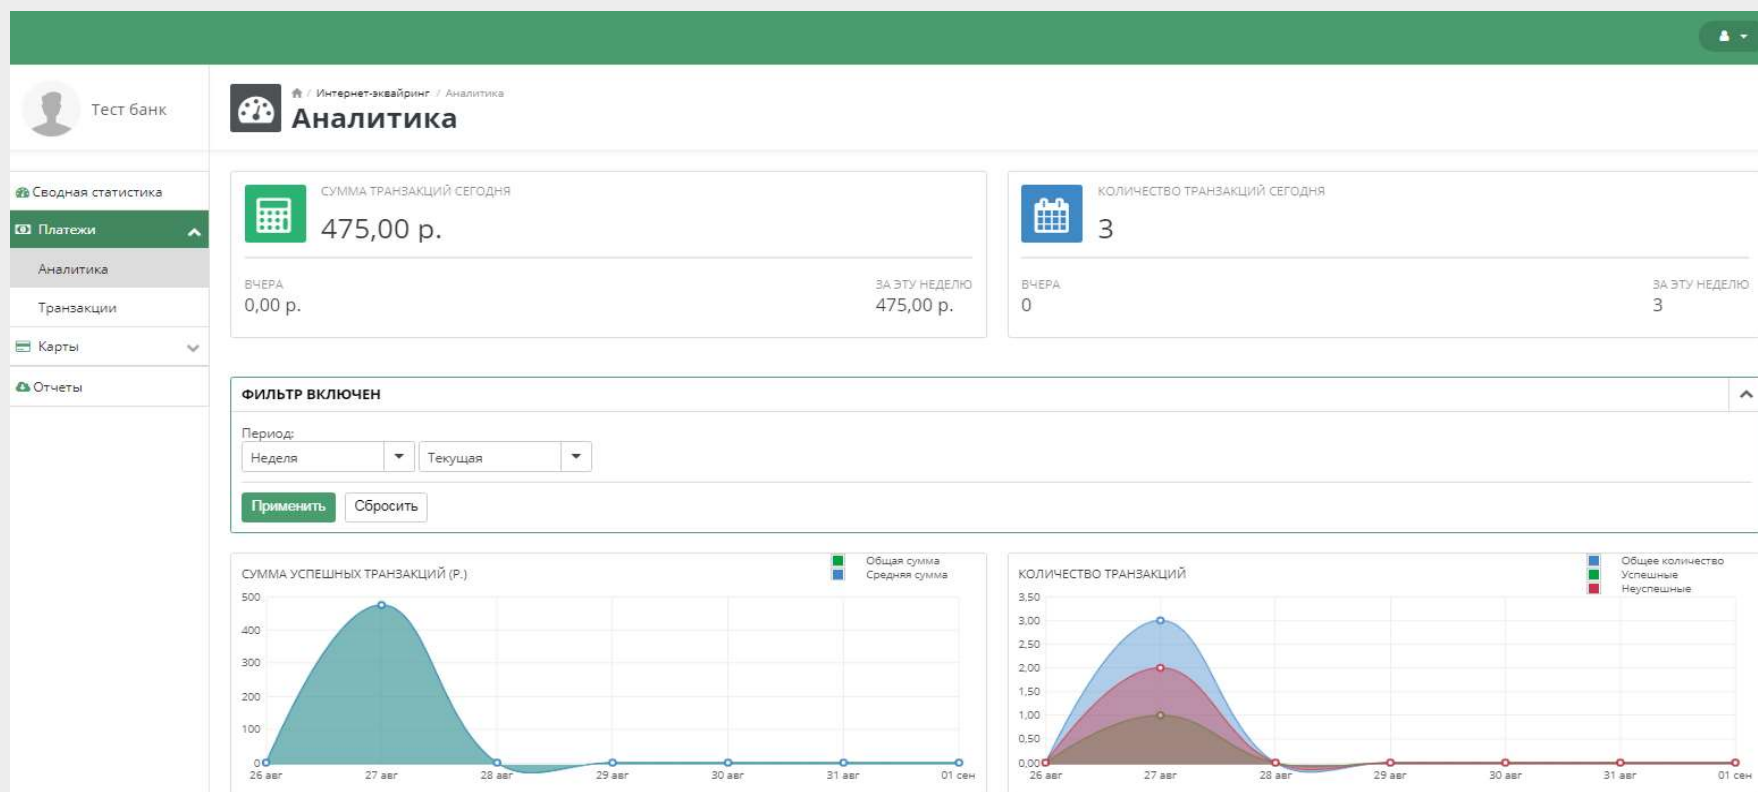 Тест банк
/ Интернет-эквайринг / Аналитика
Аналитика
Сводная статистика
Платежи
Аналитика
Транзакции
Карты
Отчеты
СУММА ТРАНЗАКЦИЙ СЕГОДНЯ
475,00 р.
ВЧЕРА
0,00 р.
ЗА ЭТУ НЕДЕЛЮ
475,00 р.
КОЛИЧЕСТВО ТРАНЗАКЦИЙ СЕГОДНЯ
3
ВЧЕРА
0
ЗА ЭТУ НЕДЕЛЮ
3
ФИЛЬТР ВКЛЮЧЕН
Период:
Неделя
Текущая
Применить
Сбросить
СУММА УСПЕШНЫХ ТРАНЗАКЦИЙ (Р.)
Общая сумма
Средняя сумма
500
400
300
200
100
0
26 авг 27 авг 28 авг 29 авг 30 авг 31 авг 01 сен
КОЛИЧЕСТВО ТРАНЗАКЦИЙ
Общее количество
Успешные
Неуспешные
3,50
3,00
2,50
2,00
1,50
1,00
0,50
0,00
26 авг 27 авг 28 авг 29 авг 30 авг 31 авг 01 сен